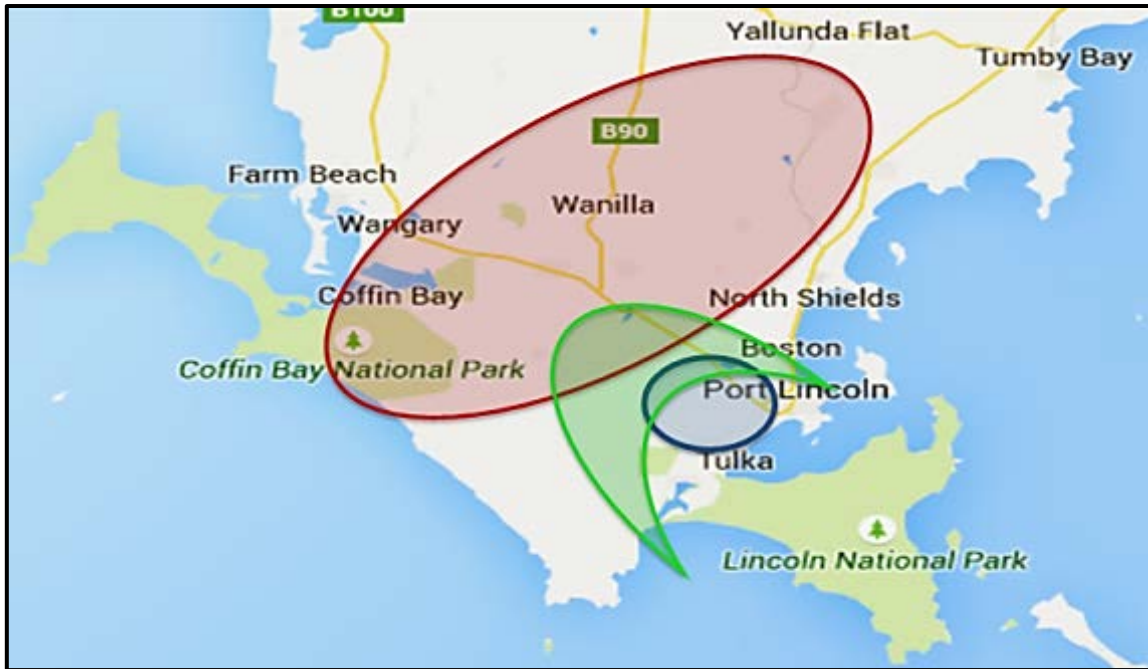 B100
Yallunda Flat
Tumby Bay
B90
Farm Beach
Wanilla
Wangary
Coffin Bay
North Shields
Boston
Coffin Bay National Park
Port Lincoln
Tulka
Lincoln National Park